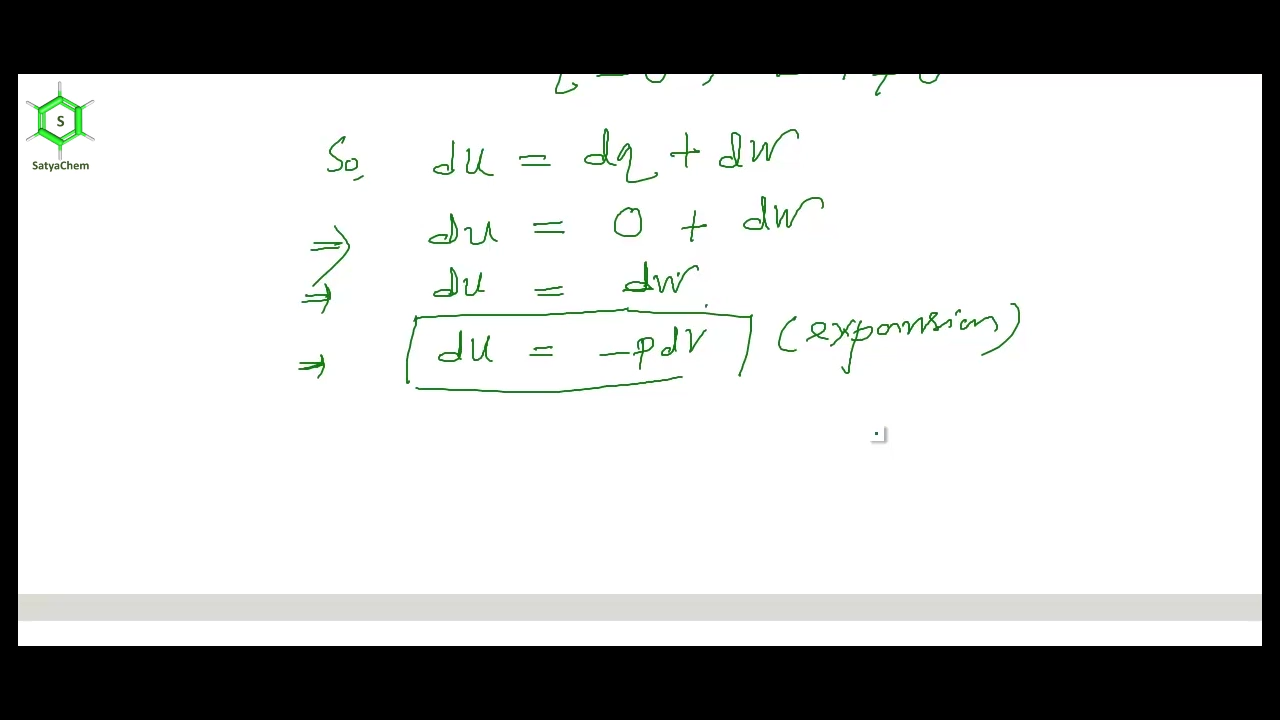 S
SatyaChem
So, du = dq + dw
⇒ du = 0 + dw
⇒ du = dw
⇒ du = -PdV (expansion)